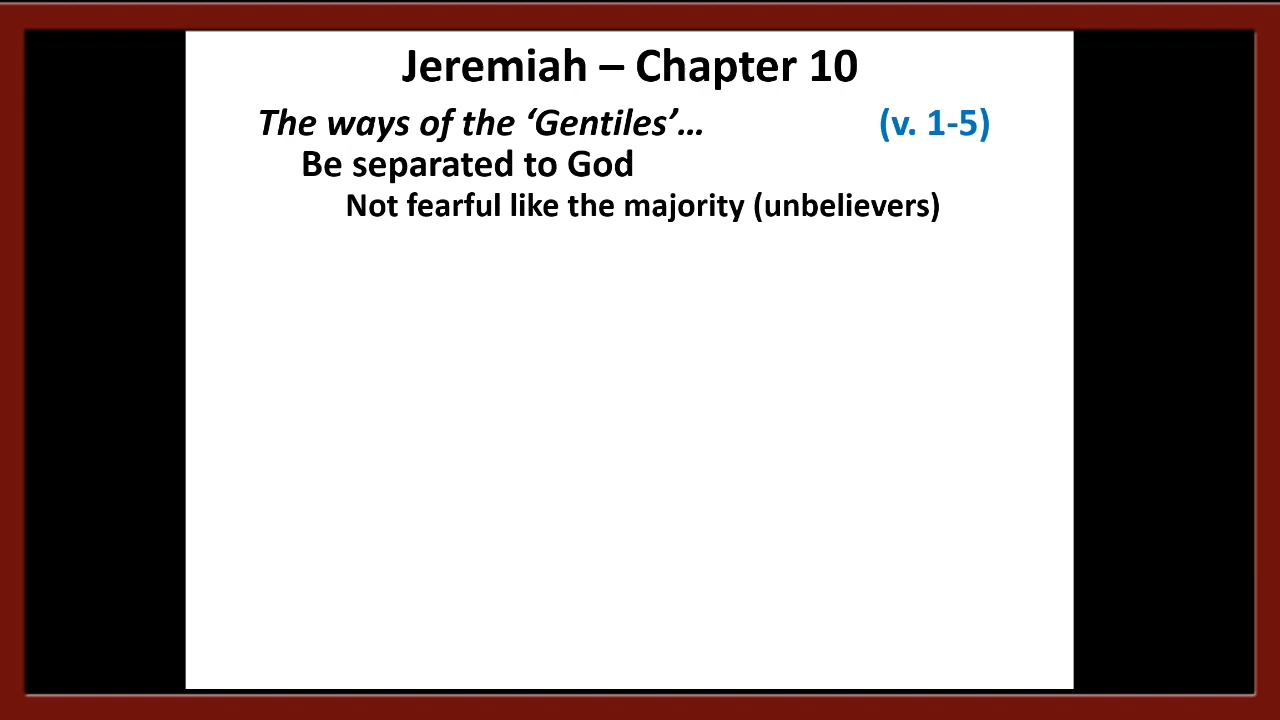 Jeremiah – Chapter 10
The ways of the ‘Gentiles’… (v. 1-5)
Be separated to God
Not fearful like the majority (unbelievers)